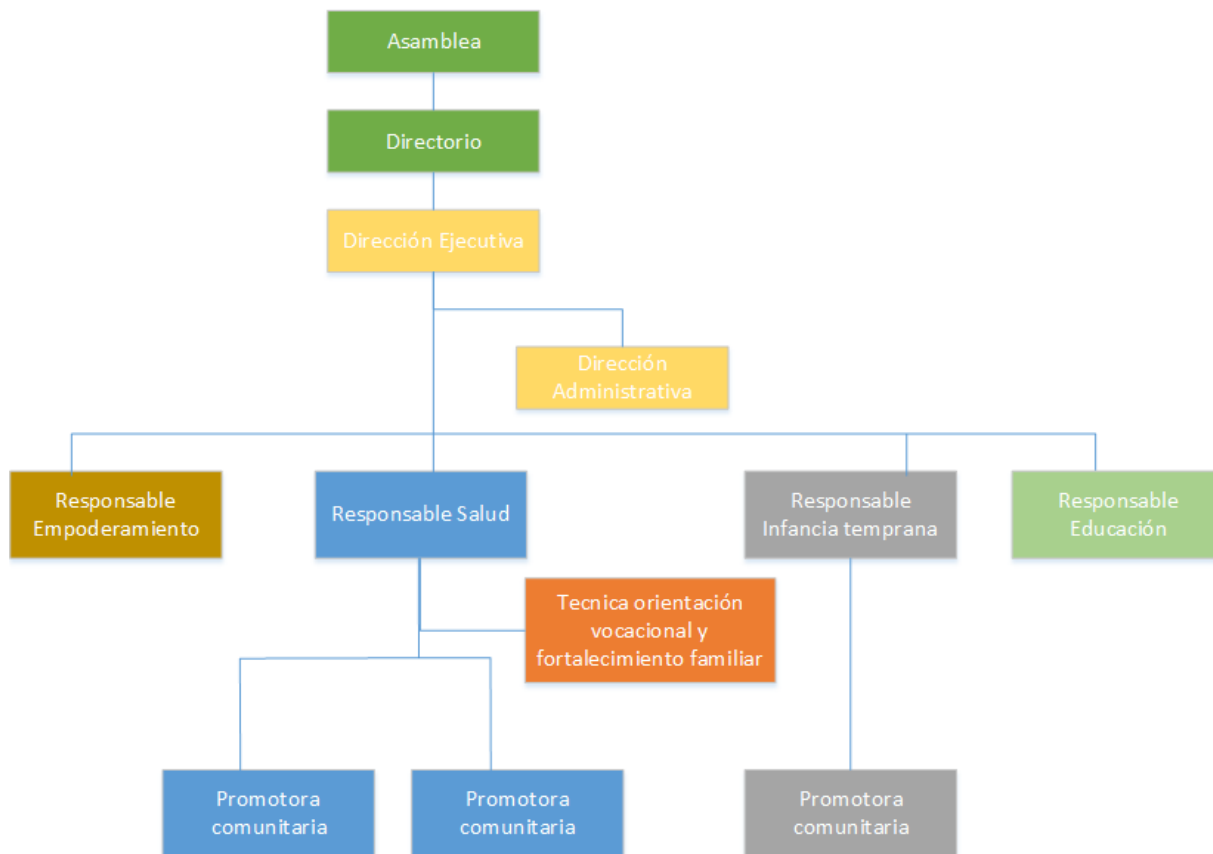 Asamblea
Directorio
Dirección Ejecutiva
Dirección
Administrativa
Responsable
Empoderamiento
Responsable Salud
Responsable
Infancia temprana
Responsable
Educación
Tecnica orientación
vocacional y
fortalecimiento familiar
Promotora
comunitaria
Promotora
comunitaria
Promotora
comunitaria